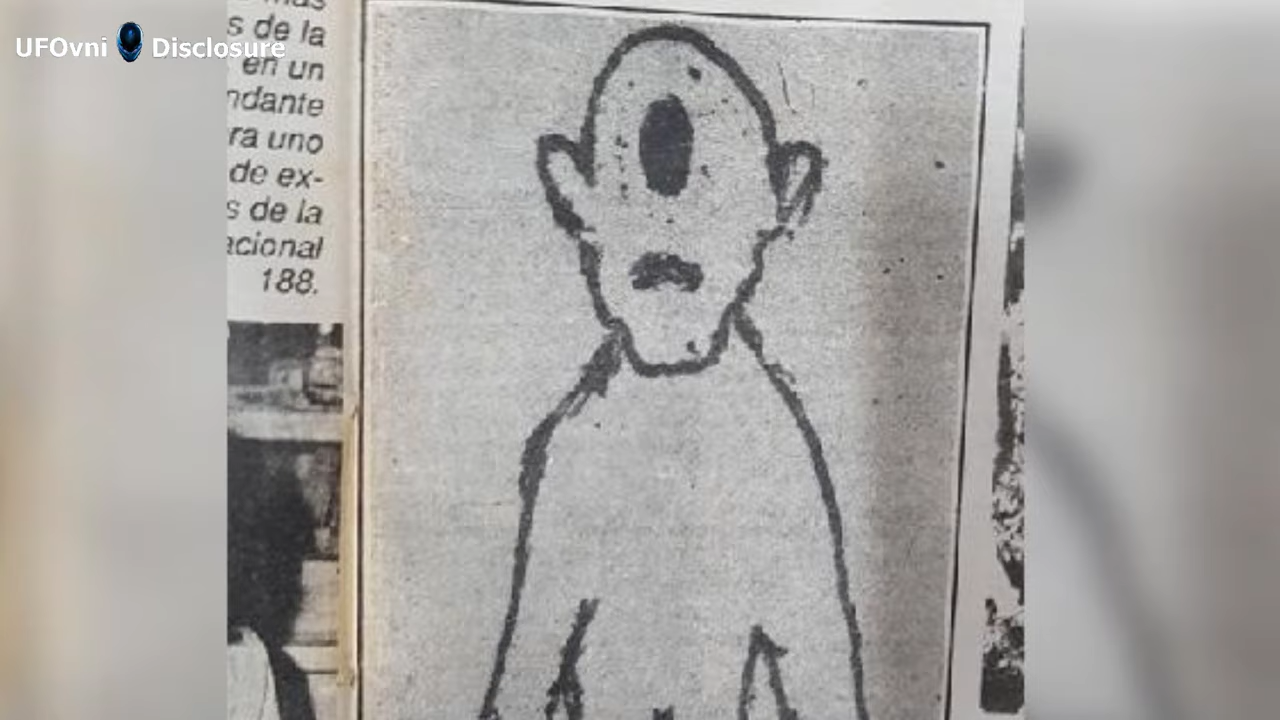 UFOvni Disclosure
s de la
en un
ndante
ra uno
de ex-
s de la
acional
188.